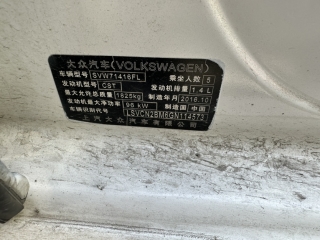 大众汽车(VOLKSWAGEN)
车辆型号 SVW71416FL 乘坐人数 5
发动机型号 CST 发动机排量 1.4 L
最大允许总质量 1825kg 制造年月 2016.10
发动机最大净功率 96 kW 制造国 中国
车辆识别代号 LSVCN2BM6GN114573
上汽大众汽车有限公司